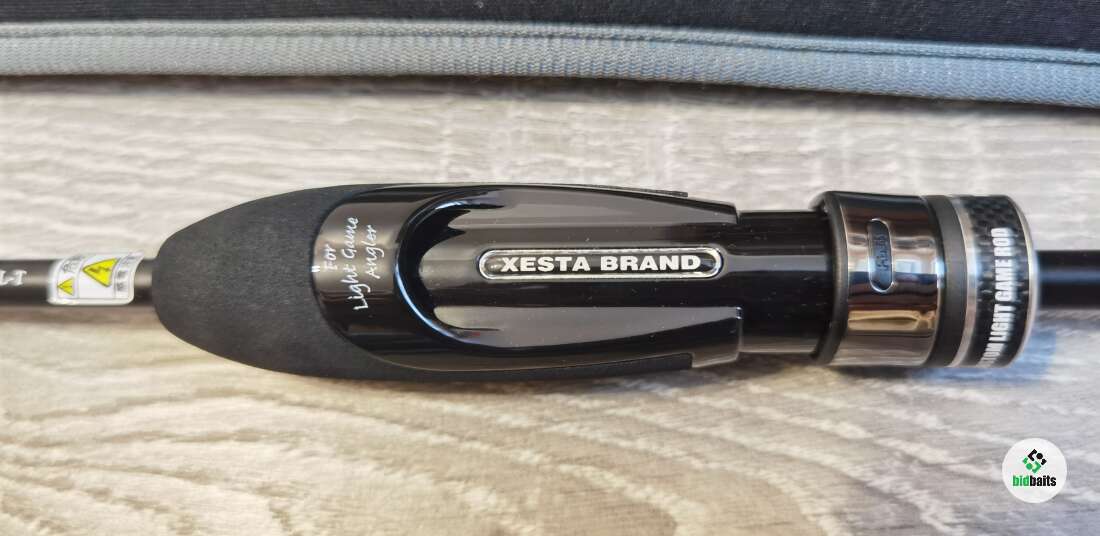 "For
Light Game
Angler
XESTA BRAND
LIGHT GAME ROD
bidbaits